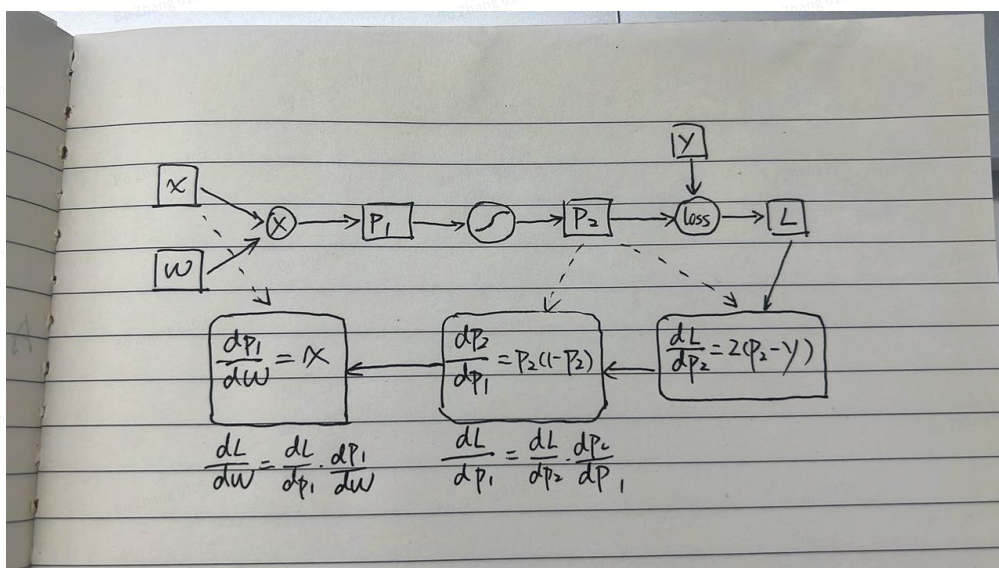 y
x
× P₁ P₂ loss L
w
dp₁/dw = x
dp₂/dp₁ = p₂(1-p₂)
dL/dp₂ = 2(p₂-y)
dL/dw = dL/dp₁ · dp₁/dw
dL/dp₁ = dL/dp₂ · dp₂/dp₁